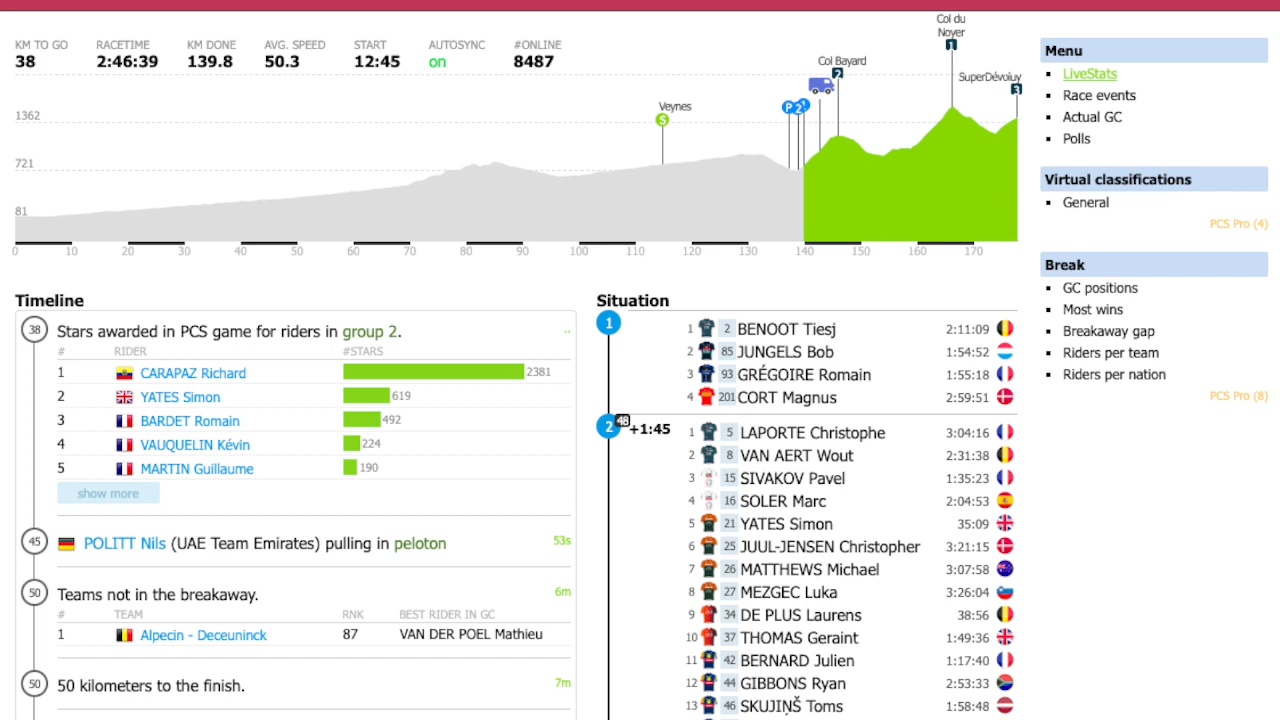 KM TO GO RACETIME KM DONE AVG. SPEED START AUTOSYNC #ONLINE
38 2:46:39 139.8 50.3 12:45 on 8487
Col du
Noyer
1
Col Bayard
2
SuperDévoluy
3
Veynes
S
P 2
1362
721
81
0 10 20 30 40 50 60 70 80 90 100 110 120 130 140 150 160 170
Menu
LiveStats
Race events
Actual GC
Polls
Virtual classifications
General
PCS Pro (4)
Break
GC positions
Most wins
Breakaway gap
Riders per team
Riders per nation
PCS Pro (8)
Timeline
38 Stars awarded in PCS game for riders in group 2. ..
# RIDER #STARS
1 CARAPAZ Richard 2381
2 YATES Simon 619
3 BARDET Romain 492
4 VAUQUELIN Kévin 224
5 MARTIN Guillaume 190
show more
45 POLITT Nils (UAE Team Emirates) pulling in peloton 53s
50 Teams not in the breakaway. 6m
# TEAM RNK BEST RIDER IN GC
1 Alpecin - Deceuninck 87 VAN DER POEL Mathieu
50 50 kilometers to the finish. 7m
Situation
1
1 2 BENOOT Tiesj 2:11:09
2 85 JUNGELS Bob 1:54:52
3 93 GRÉGOIRE Romain 1:55:18
4 201 CORT Magnus 2:59:51
2 48 +1:45
1 5 LAPORTE Christophe 3:04:16
2 8 VAN AERT Wout 2:31:38
3 15 SIVAKOV Pavel 1:35:23
4 16 SOLER Marc 2:04:53
5 21 YATES Simon 35:09
6 25 JUUL-JENSEN Christopher 3:21:15
7 26 MATTHEWS Michael 3:07:58
8 27 MEZGEC Luka 3:26:04
9 34 DE PLUS Laurens 38:56
10 37 THOMAS Geraint 1:49:36
11 42 BERNARD Julien 1:17:40
12 44 GIBBONS Ryan 2:53:33
13 46 SKUJIŅŠ Toms 1:58:48